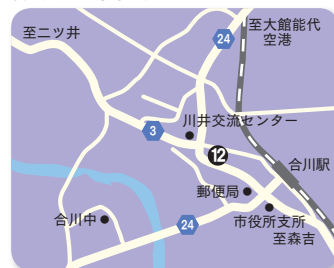 至二ツ井
至大館能代
空港
24
3
川井交流センター
12
合川駅
郵便局
合川中
24
市役所支所
至森吉